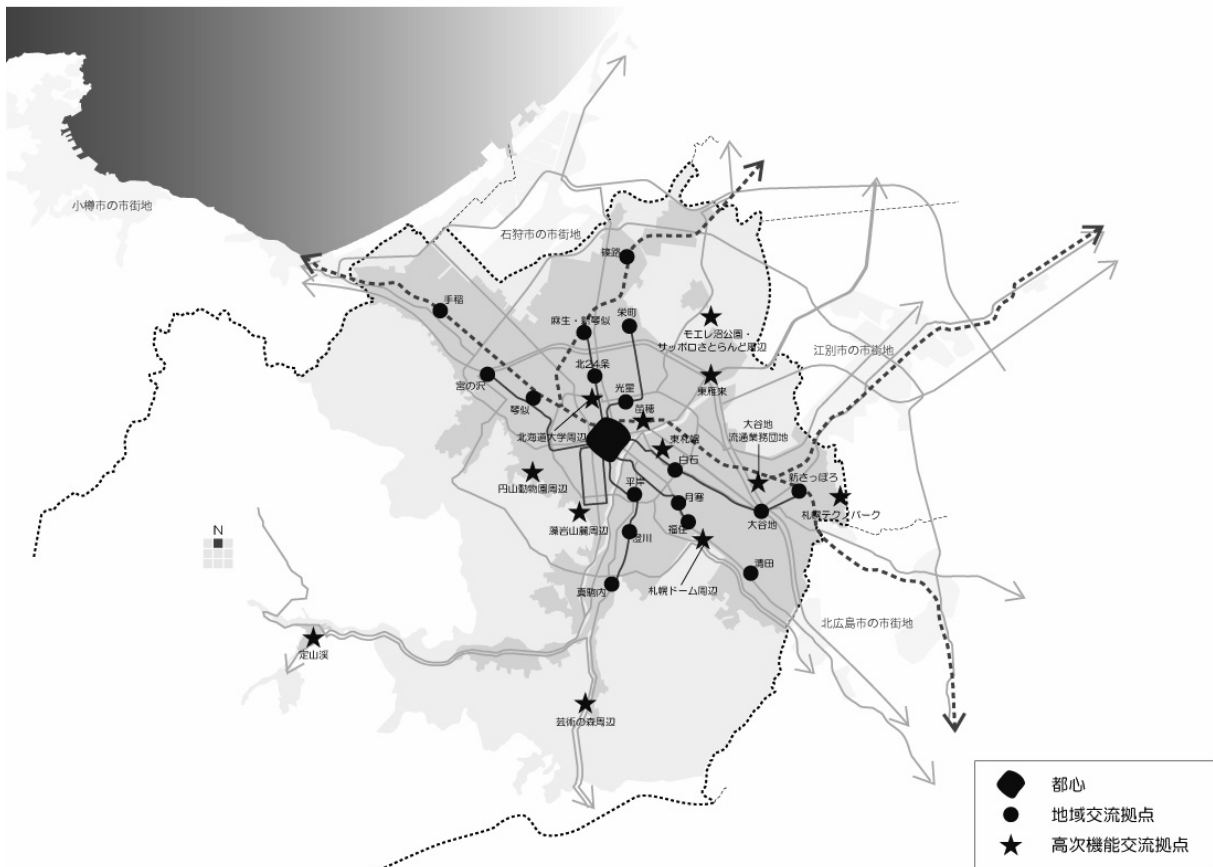 小樽市の市街地
石狩市の市街地
篠路
手稲
麻生・新琴似
栄町
モエレ沼公園・
サッポロさとらんど周辺
江別市の市街地
宮の沢
北24条
琴似
光星
苗穂
東雁来
北海道大学周辺
東札幌
大谷地
流通業務団地
白石
円山動物園周辺
平岸
月寒
新さっぽろ
札幌テクノパーク
藻岩山麓周辺
福住
大谷地
澄川
清田
真駒内
札幌ドーム周辺
北広島市の市街地
N
定山渓
芸術の森周辺
都心
地域交流拠点
高次機能交流拠点